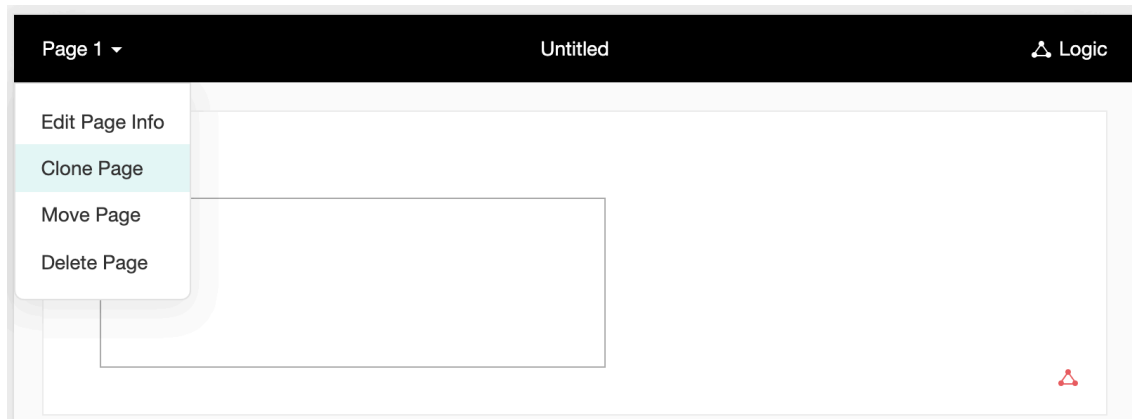 Page 1
Untitled
Logic
Edit Page Info
Clone Page
Move Page
Delete Page